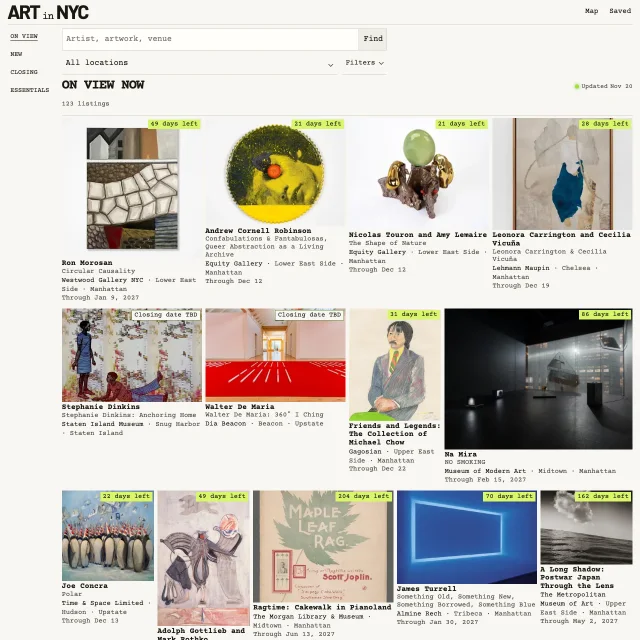 ART in NYC
Map Saved
ON VIEW
NEW
CLOSING
ESSENTIALS
Artist, artwork, venue
Find
All locations
Filters
ON VIEW NOW
Updated Nov 20
123 listings
49 days left
Ron Morosan
Circular Causality
Westwood Gallery NYC · Lower East
Side · Manhattan
Through Jan 9, 2027
21 days left
Andrew Cornell Robinson
Confabulations & Fantabulosas,
Queer Abstraction as a Living
Archive
Equity Gallery · Lower East Side ·
Manhattan
Through Dec 12
21 days left
Nicolas Touron and Amy Lemaire
The Shape of Nature
Equity Gallery · Lower East Side ·
Manhattan
Through Dec 12
28 days left
Leonora Carrington and Cecilia
Vicuña
Leonora Carrington & Cecilia
Vicuña
Lehmann Maupin · Chelsea ·
Manhattan
Through Dec 19
Closing date TBD
Stephanie Dinkins
Stephanie Dinkins: Anchoring Home
Staten Island Museum · Snug Harbor
· Staten Island
Closing date TBD
Walter De Maria
Walter De Maria: 360° I Ching
Dia Beacon · Beacon · Upstate
31 days left
Friends and Legends:
The Collection of
Michael Chow
Gagosian · Upper East
Side · Manhattan
Through Dec 22
86 days left
Na Mira
NO SMOKING
Museum of Modern Art · Midtown · Manhattan
Through Feb 15, 2027
22 days left
Joe Concra
Polar
Time & Space Limited ·
Hudson · Upstate
Through Dec 13
49 days left
Adolph Gottlieb and
Mark Rothko
204 days left
MAPLE
LEAF
RAG.
Scott Joplin.
Ragtime: Cakewalk in Pianoland
The Morgan Library & Museum ·
Midtown · Manhattan
Through Jun 13, 2027
70 days left
James Turrell
Something Old, Something New,
Something Borrowed, Something Blue
Almine Rech · Tribeca · Manhattan
Through Jan 30, 2027
162 days left
A Long Shadow:
Postwar Japan
Through the Lens
The Metropolitan
Museum of Art · Upper
East Side · Manhattan
Through May 2, 2027